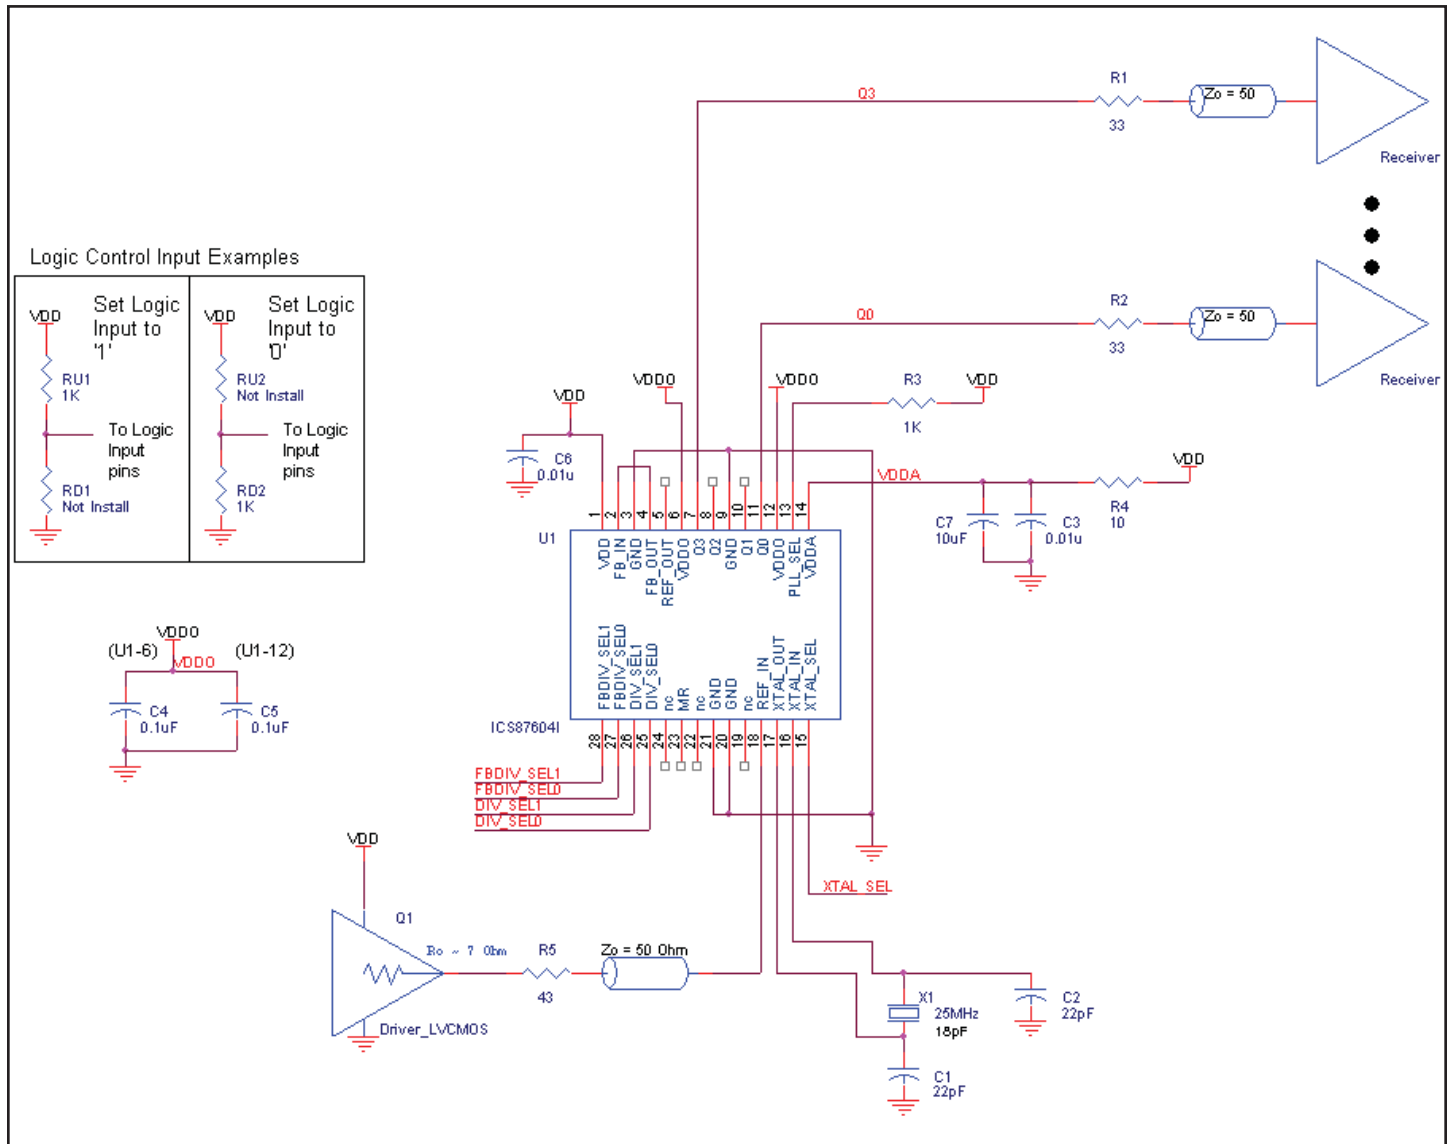 R1
Q3
Zo = 50
33
Receiver
Logic Control Input Examples
Set Logic
Input to
'1'
Set Logic
Input to
'0'
VDD
VDD
RU1
1K
RU2
Not Install
To Logic
Input
pins
To Logic
Input
pins
RD1
Not Install
RD2
1K
R2
Q0
Zo = 50
33
Receiver
VDDO
VDDO
R3
VDD
1K
VDD
C6
0.01u
VDDA
VDD
R4
10
C7
10uF
C3
0.01u
1
2
3
4
5
6
7
8
9
10
11
12
13
14
U1
VDD
FB_IN
GND
FB_OUT
REF_OUT
VDDO
Q3
Q2
GND
Q1
Q0
VDDO
PLL_SEL
VDDA
FBDIV_SEL1
FBDIV_SEL0
DIV_SEL1
DIV_SEL0
nc
MR
nc
GND
GND
nc
REF_IN
XTAL_OUT
XTAL_IN
XTAL_SEL
ICS87604I
28
27
26
25
24
23
22
21
20
19
18
17
16
15
VDDO
(U1-6)
VDDO
(U1-12)
C4
0.1uF
C5
0.1uF
FBDIV_SEL1
FBDIV_SEL0
DIV_SEL1
DIV_SEL0
XTAL_SEL
VDD
Q1
Ro ~ 7 Ohm
R5
43
Zo = 50 Ohm
Driver_LVCMOS
X1
25MHz
18pF
C2
22pF
C1
22pF